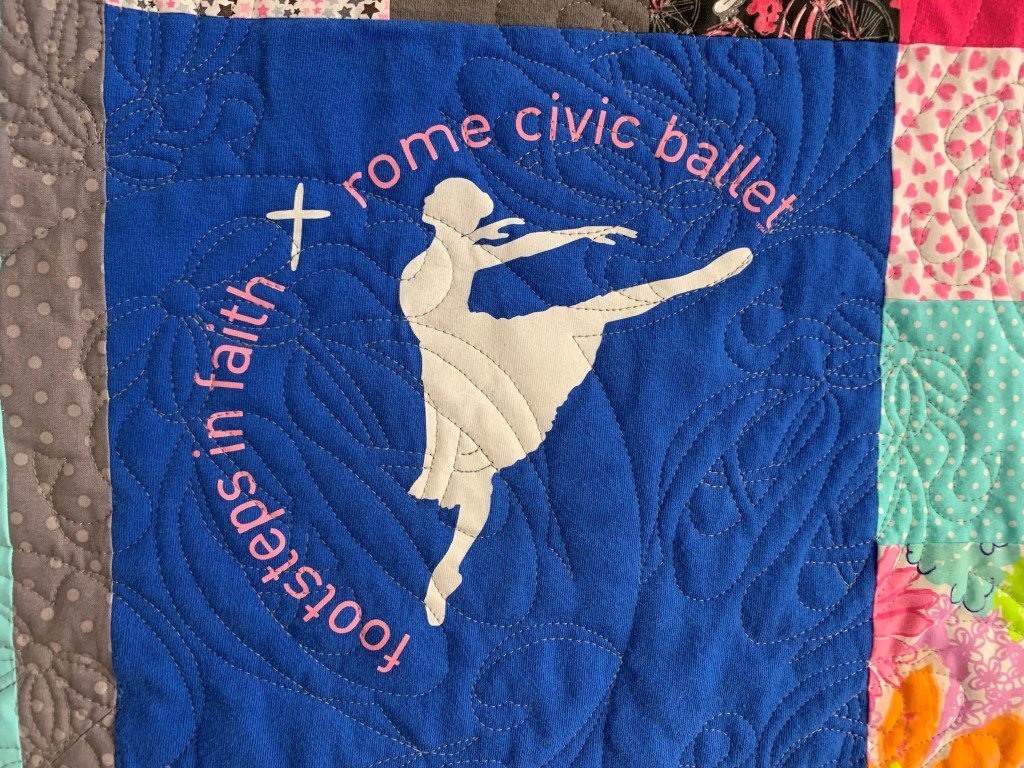 footsteps in faith
rome civic ballet